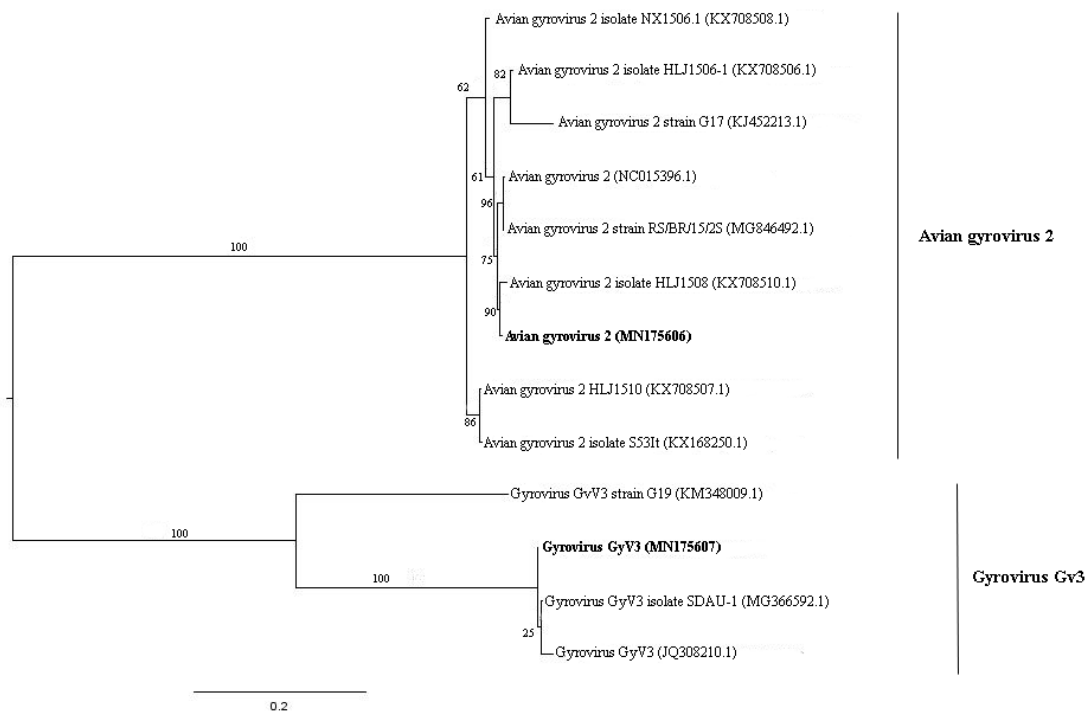 Avian gyrovirus 2 isolate NX1506.1 (KX708508.1)
82
Avian gyrovirus 2 isolate HLJ1506-1 (KX708506.1)
62
Avian gyrovirus 2 strain G17 (KJ452213.1)
61
Avian gyrovirus 2 (NC015396.1)
96
Avian gyrovirus 2 strain RS/BR/15/2S (MG846492.1)
Avian gyrovirus 2
100
75
Avian gyrovirus 2 isolate HLJ1508 (KX708510.1)
90
Avian gyrovirus 2 (MN175606)
Avian gyrovirus 2 HLJ1510 (KX708507.1)
86
Avian gyrovirus 2 isolate S53It (KX168250.1)
Gyrovirus GvV3 strain G19 (KM348009.1)
100
Gyrovirus GyV3 (MN175607)
100
Gyrovirus Gv3
Gyrovirus GyV3 isolate SDAU-1 (MG366592.1)
25
Gyrovirus GyV3 (JQ308210.1)
0.2